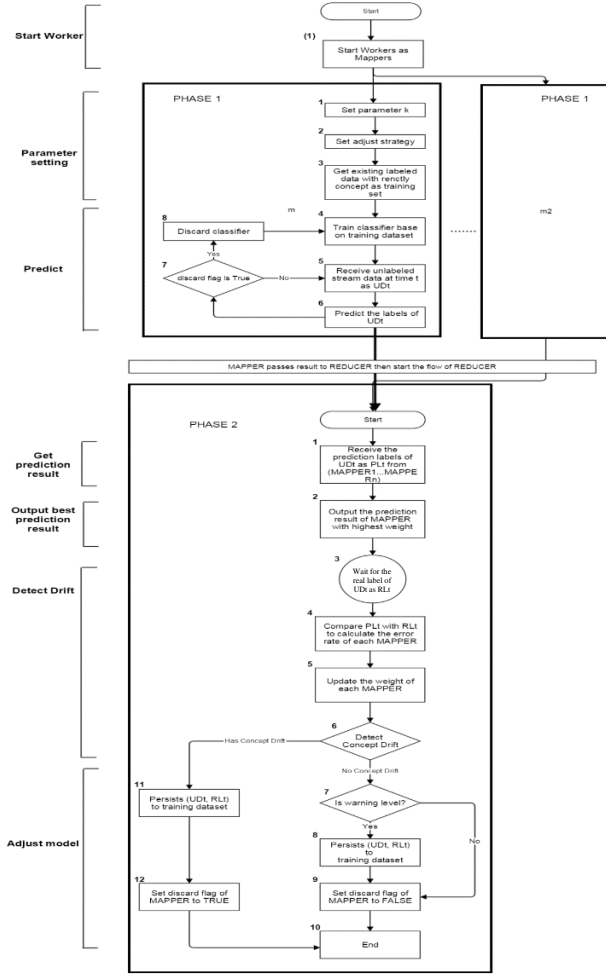 Start
Start Worker
(1)
Start Workers as
Mappers
PHASE 1
PHASE 1
Parameter
setting
1
Set parameter k
2
Set adjust strategy
3
Get existing labeled
data with renctly
concept as training
set
m
m2
Predict
8
Discard classifier
4
Train classifier base
on training dataset
........
Yes
7
discard flag is True
No
5
Receive unlabeled
stream data at time t
as UDt
6
Predict the labels of
UDt
MAPPER passes result to REDUCER then start the flow of REDUCER
PHASE 2
Start
Get
prediction
result
1
Receive the
prediction labels of
UDt as PLt from
(MAPPER1...MAPPE
Rn)
Output best
prediction
result
2
Output the prediction
result of MAPPER
with highest weight
Detect Drift
3
Wait for the
real label of
UDt as RLt
4
Compare PLt with RLt
to calculate the error
rate of each MAPPER
5
Update the weight of
each MAPPER
6
Detect
Concept Drift
Has Concept Drift
No Concept Drift
Adjust model
11
Persists (UDt, RLt)
to training dataset
7
Is warning level?
Yes
No
8
Persists (UDt, RLt)
to
training dataset
12
Set discard flag of
MAPPER to TRUE
9
Set discard flag of
MAPPER to FALSE
10
End